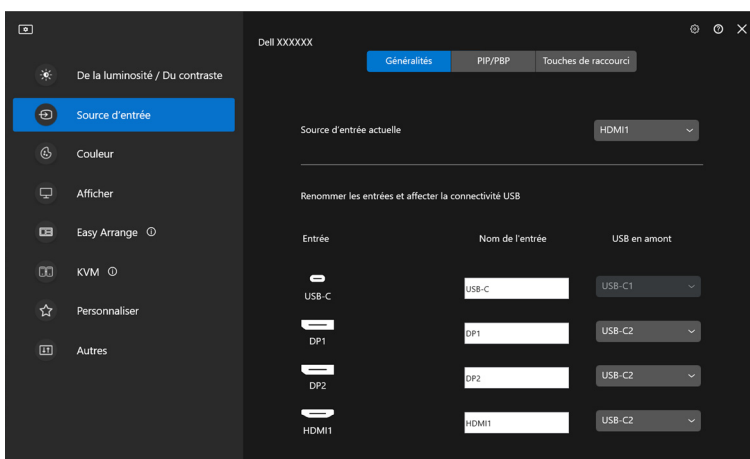 Dell XXXXXX
Généralités PIP/PBP Touches de raccourci
De la luminosité / Du contraste
Source d'entrée
Couleur
Afficher
Easy Arrange
KVM
Personnaliser
Autres
Source d'entrée actuelle HDMI1
Renommer les entrées et affecter la connectivité USB
Entrée Nom de l'entrée USB en amont
USB-C USB-C USB-C1
DP1 DP1 USB-C2
DP2 DP2 USB-C2
HDMI1 HDMI1 USB-C2